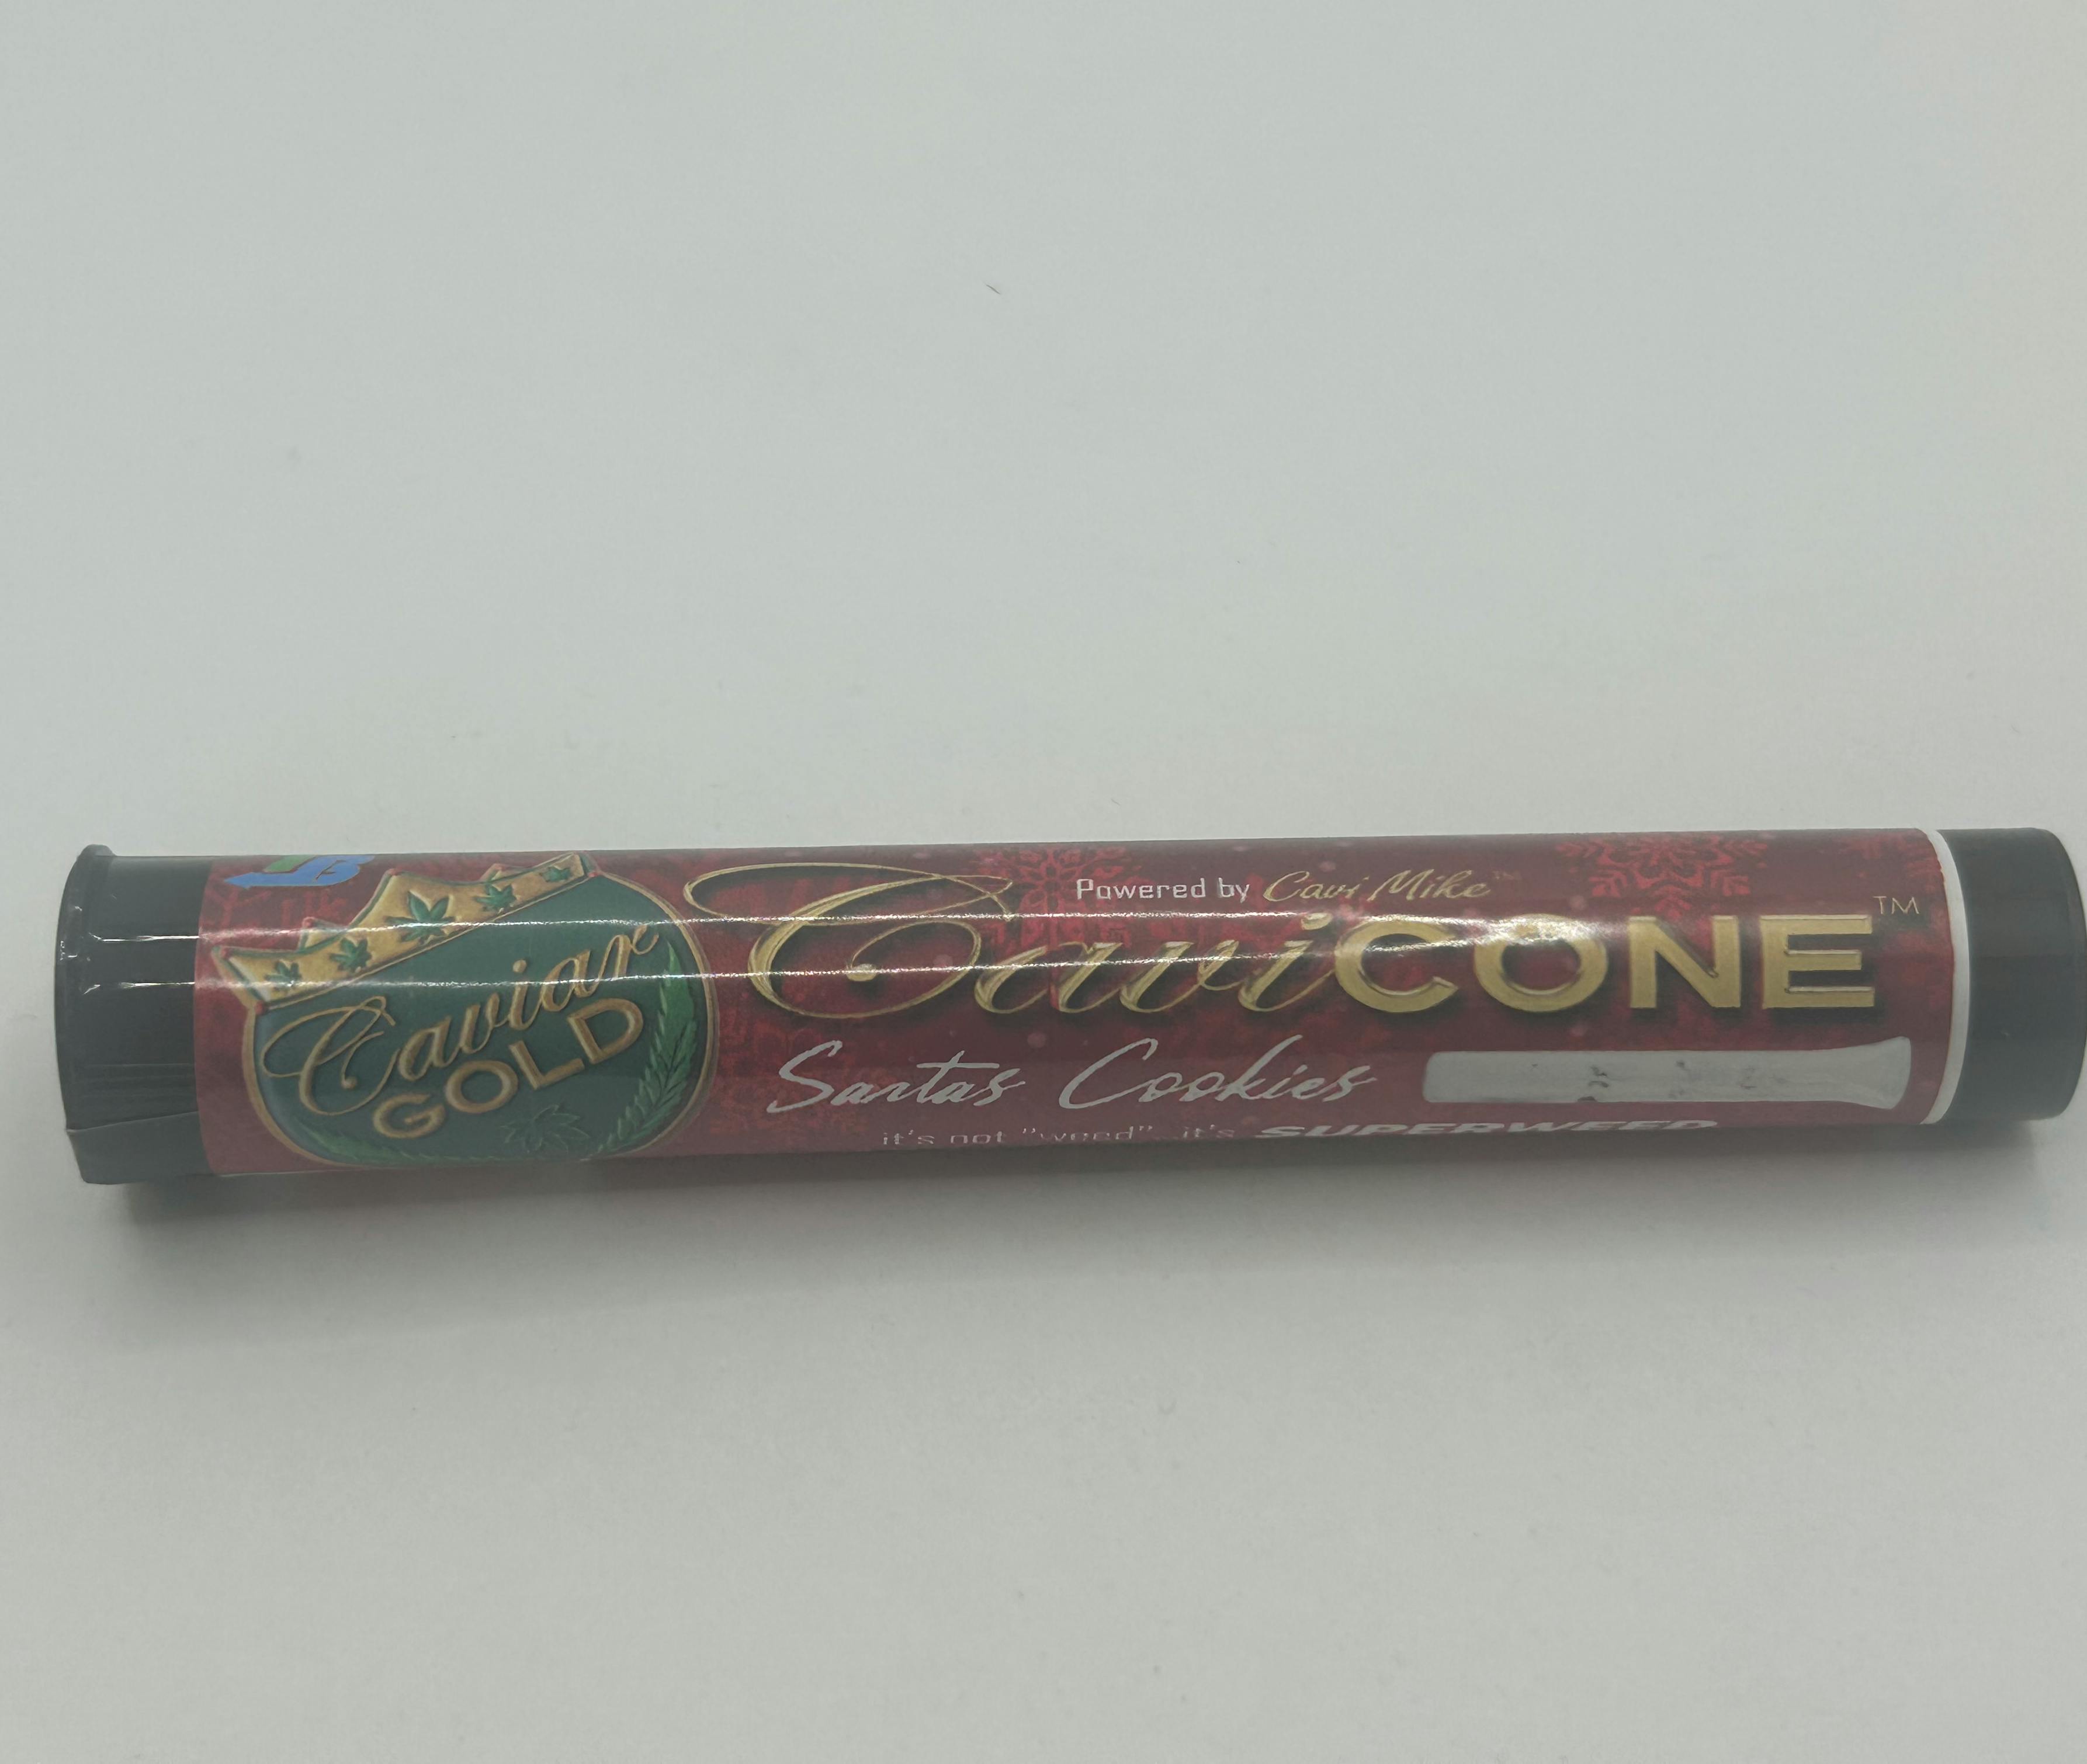 Caviar
GOLD
Powered by Cavi Mike™
CaviCONE™
Santas Cookies
it's not "weed"...it's SUPERWEED